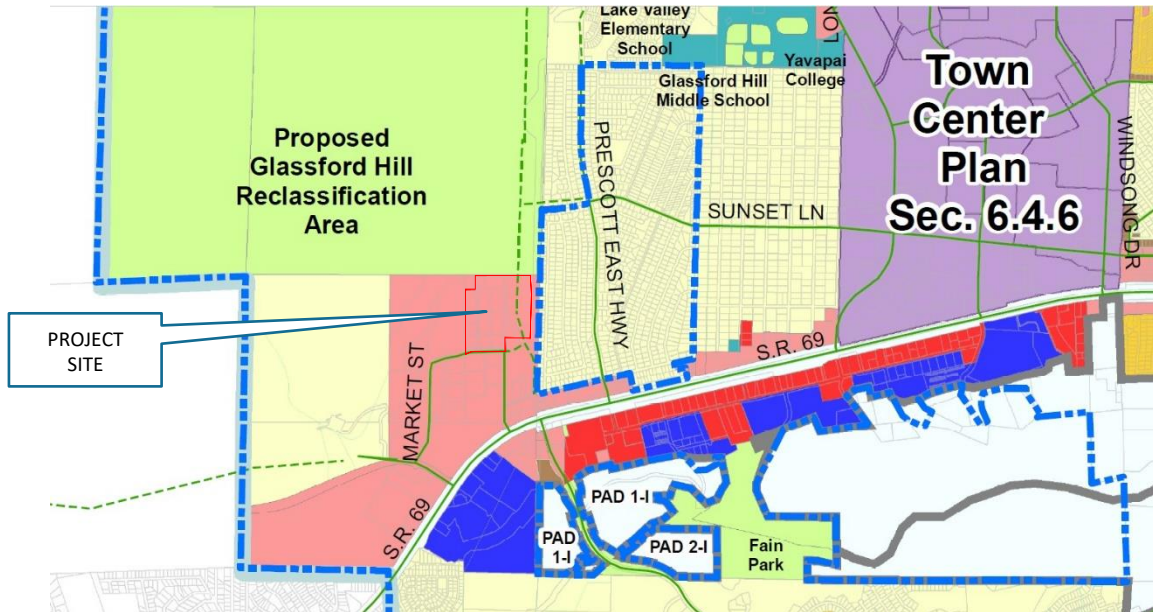 Lake Valley
Elementary
School
Glassford Hill
Middle School
Yavapai
College
LON
Town
Center
Plan
Sec. 6.4.6
WINDSONG DR
Proposed
Glassford Hill
Reclassification
Area
PRESCOTT EAST HWY
SUNSET LN
PROJECT
SITE
MARKET ST
S.R. 69
S.R. 69
PAD 1-I
PAD
1-I
PAD 2-I
Fain
Park